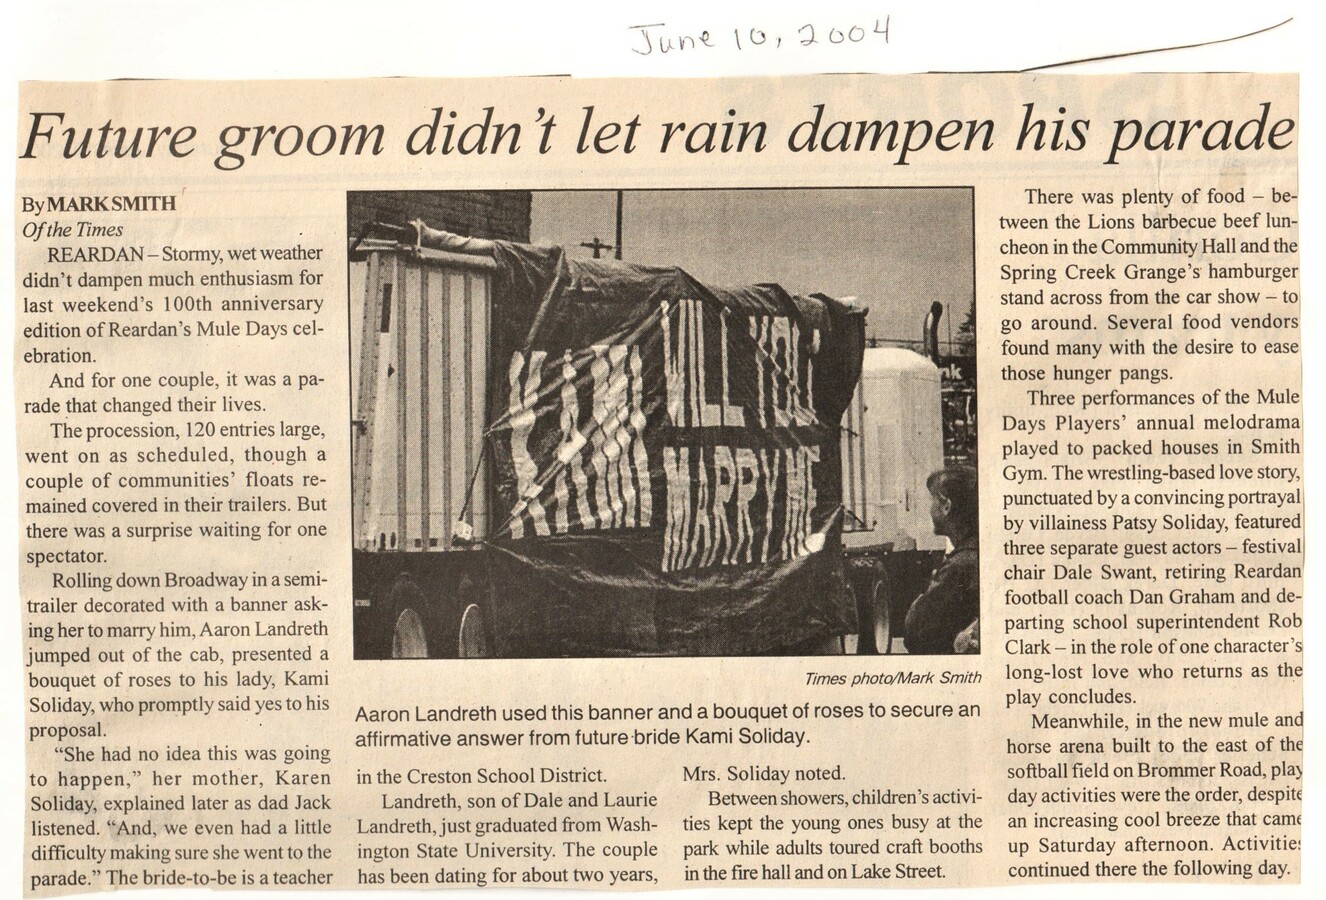 June 10, 2004
Future groom didn't let rain dampen his parade
By MARK SMITH
Of the Times
REARDAN – Stormy, wet weather
didn't dampen much enthusiasm for
last weekend's 100th anniversary
edition of Reardan's Mule Days cel-
ebration.
And for one couple, it was a pa-
rade that changed their lives.
The procession, 120 entries large,
went on as scheduled, though a
couple of communities' floats re-
mained covered in their trailers. But
there was a surprise waiting for one
spectator.
Rolling down Broadway in a semi-
trailer decorated with a banner ask-
ing her to marry him, Aaron Landreth
jumped out of the cab, presented a
bouquet of roses to his lady, Kami
Soliday, who promptly said yes to his
proposal.
"She had no idea this was going
to happen," her mother, Karen
Soliday, explained later as dad Jack
listened. "And, we even had a little
difficulty making sure she went to the
parade." The bride-to-be is a teacher
KAMI
WILL YOU
MARRY ME
nk
Times photo/Mark Smith
Aaron Landreth used this banner and a bouquet of roses to secure an
affirmative answer from future bride Kami Soliday.
in the Creston School District.
Landreth, son of Dale and Laurie
Landreth, just graduated from Wash-
ington State University. The couple
has been dating for about two years,
Mrs. Soliday noted.
Between showers, children's activi-
ties kept the young ones busy at the
park while adults toured craft booths
in the fire hall and on Lake Street.
There was plenty of food – be-
tween the Lions barbecue beef lun-
cheon in the Community Hall and the
Spring Creek Grange's hamburger
stand across from the car show – to
go around. Several food vendors
found many with the desire to ease
those hunger pangs.
Three performances of the Mule
Days Players' annual melodrama
played to packed houses in Smith
Gym. The wrestling-based love story,
punctuated by a convincing portrayal
by villainess Patsy Soliday, featured
three separate guest actors – festival
chair Dale Swant, retiring Reardan
football coach Dan Graham and de-
parting school superintendent Rob
Clark – in the role of one character's
long-lost love who returns as the
play concludes.
Meanwhile, in the new mule and
horse arena built to the east of the
softball field on Brommer Road, play
day activities were the order, despite
an increasing cool breeze that came
up Saturday afternoon. Activities
continued there the following day.